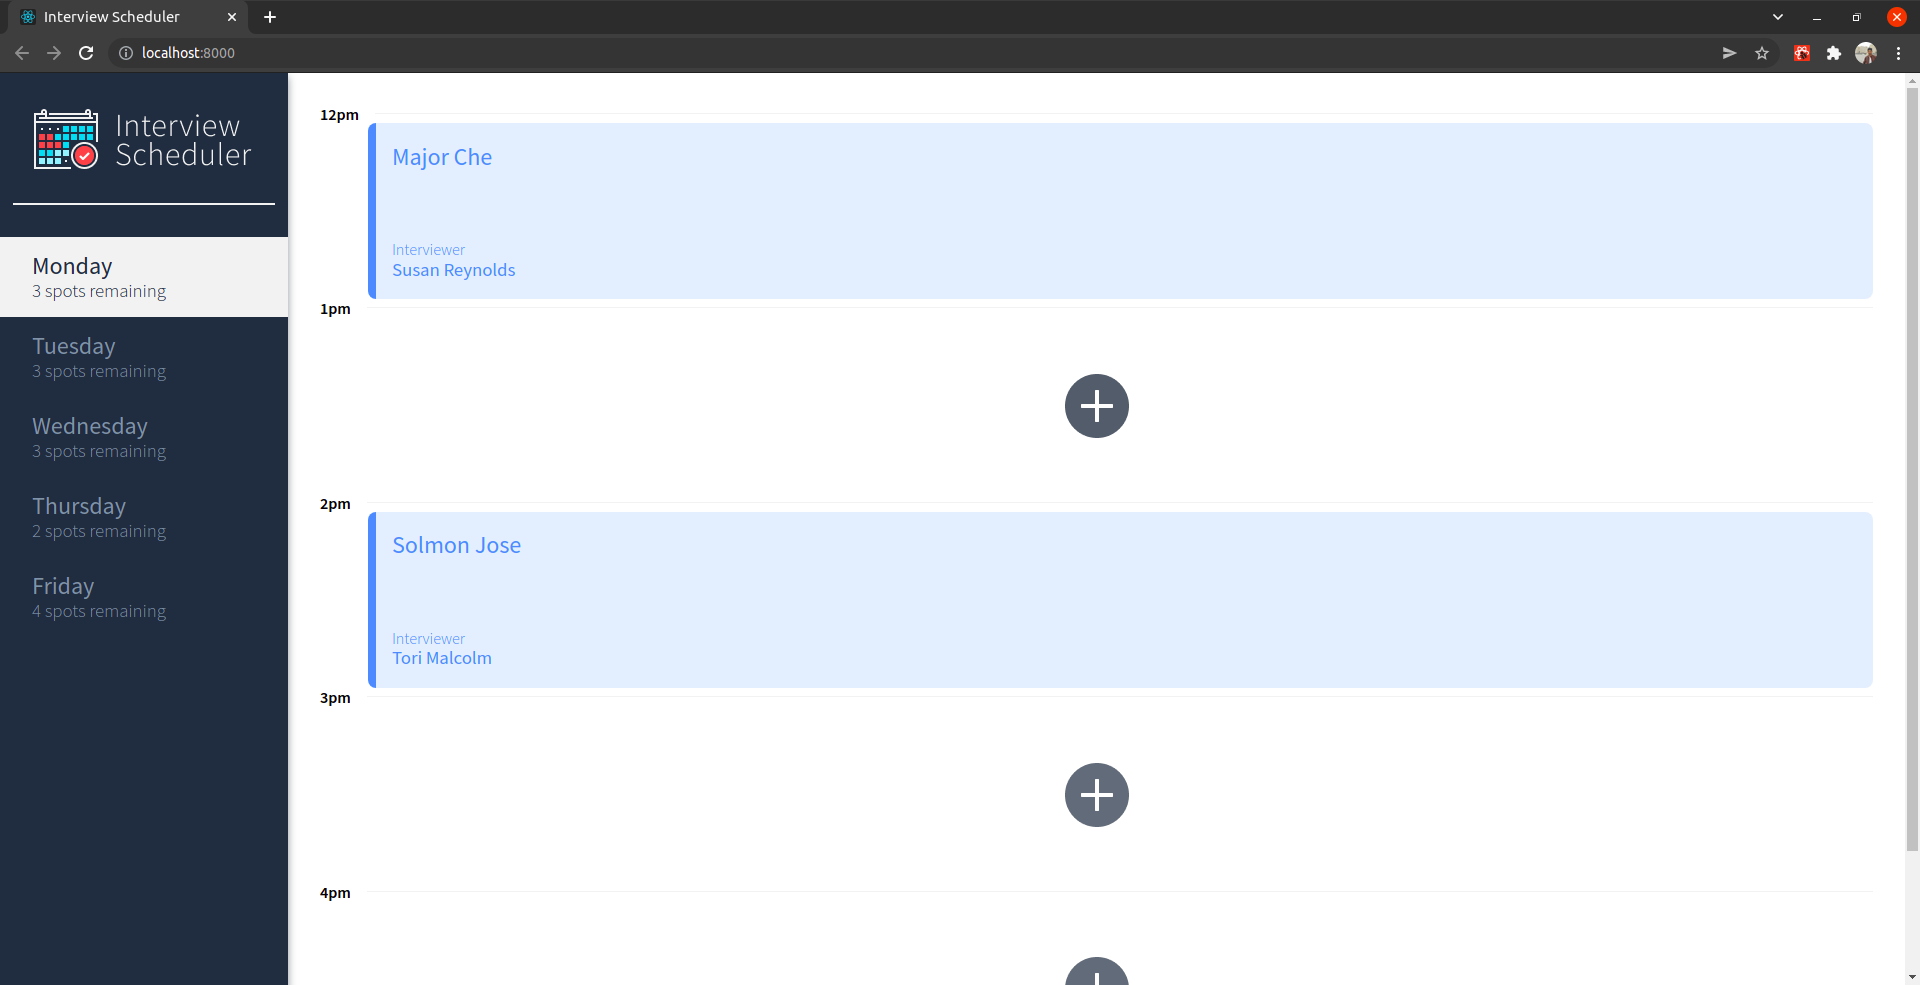 Interview Scheduler
localhost:8000
Interview
Scheduler
Monday
3 spots remaining
Tuesday
3 spots remaining
Wednesday
3 spots remaining
Thursday
2 spots remaining
Friday
4 spots remaining
12pm
Major Che
Interviewer
Susan Reynolds
1pm
2pm
Solmon Jose
Interviewer
Tori Malcolm
3pm
4pm